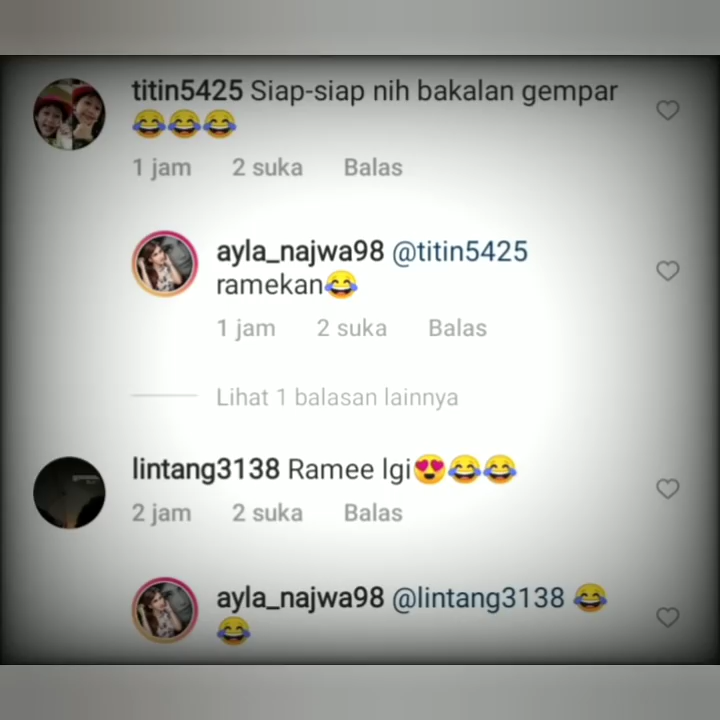 titin5425 Siap-siap nih bakalan gempar
😂😂😂
1 jam 2 suka Balas
ayla_najwa98 @titin5425
ramekan😂
1 jam 2 suka Balas
Lihat 1 balasan lainnya
lintang3138 Ramee lgi😍😂😂
2 jam 2 suka Balas
ayla_najwa98 @lintang3138 😂
😂